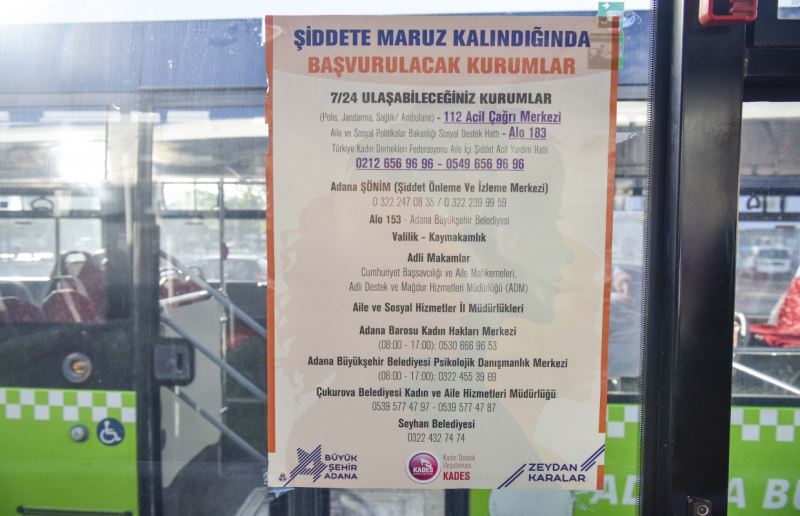 ŞİDDETE MARUZ KALINDIĞINDA
BAŞVURULACAK KURUMLAR
7/24 ULAŞABİLECEĞİNİZ KURUMLAR
(Polis, Jandarma, Sağlık/ Ambulans) - 112 Acil Çağrı Merkezi
Aile ve Sosyal Politikalar Bakanlığı Sosyal Destek Hattı - Alo 183
Türkiye Kadın Dernekleri Federasyonu Aile İçi Şiddet Acil Yardım Hattı
0212 656 96 96 - 0549 656 96 96
Adana ŞÖNİM (Şiddet Önleme Ve İzleme Merkezi)
0 322 247 08 35 / 0 322 239 99 59
Alo 153 - Adana Büyükşehir Belediyesi
Valilik - Kaymakamlık
Adli Makamlar
Cumhuriyet Başsavcılığı ve Aile Mahkemeleri,
Adli Destek ve Mağdur Hizmetleri Müdürlüğü (ADM)
Aile ve Sosyal Hizmetler İl Müdürlükleri
Adana Barosu Kadın Hakları Merkezi
(08:00 - 17:00): 0530 666 96 53
Adana Büyükşehir Belediyesi Psikolojik Danışmanlık Merkezi
(08:00 - 17:00): 0322 455 39 69
Çukurova Belediyesi Kadın ve Aile Hizmetleri Müdürlüğü
0539 577 47 97 - 0539 577 47 87
Seyhan Belediyesi
0322 432 74 74
BÜYÜK
ŞEHİR
ADANA
KADES
Kadın Destek
Uygulaması
KADES
ZEYDAN
KARALAR